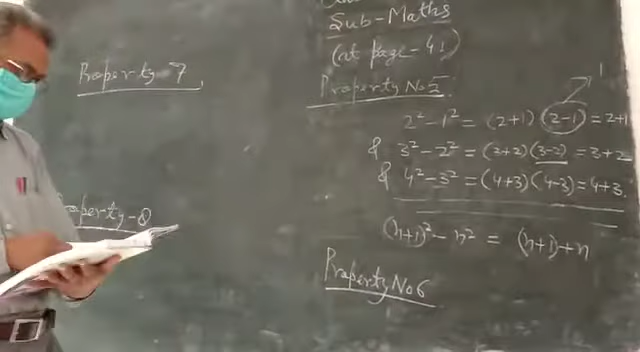 Sub-Maths
(at page-41)
Property No 5
1
2²-1² = (2+1)(2-1) = 2+1
& 3²-2² = (3+2)(3-2) = 3+2
& 4²-3² = (4+3)(4-3) = 4+3
(n+1)² - n² = (n+1)+n
Property No 6
Property-7
Property-8